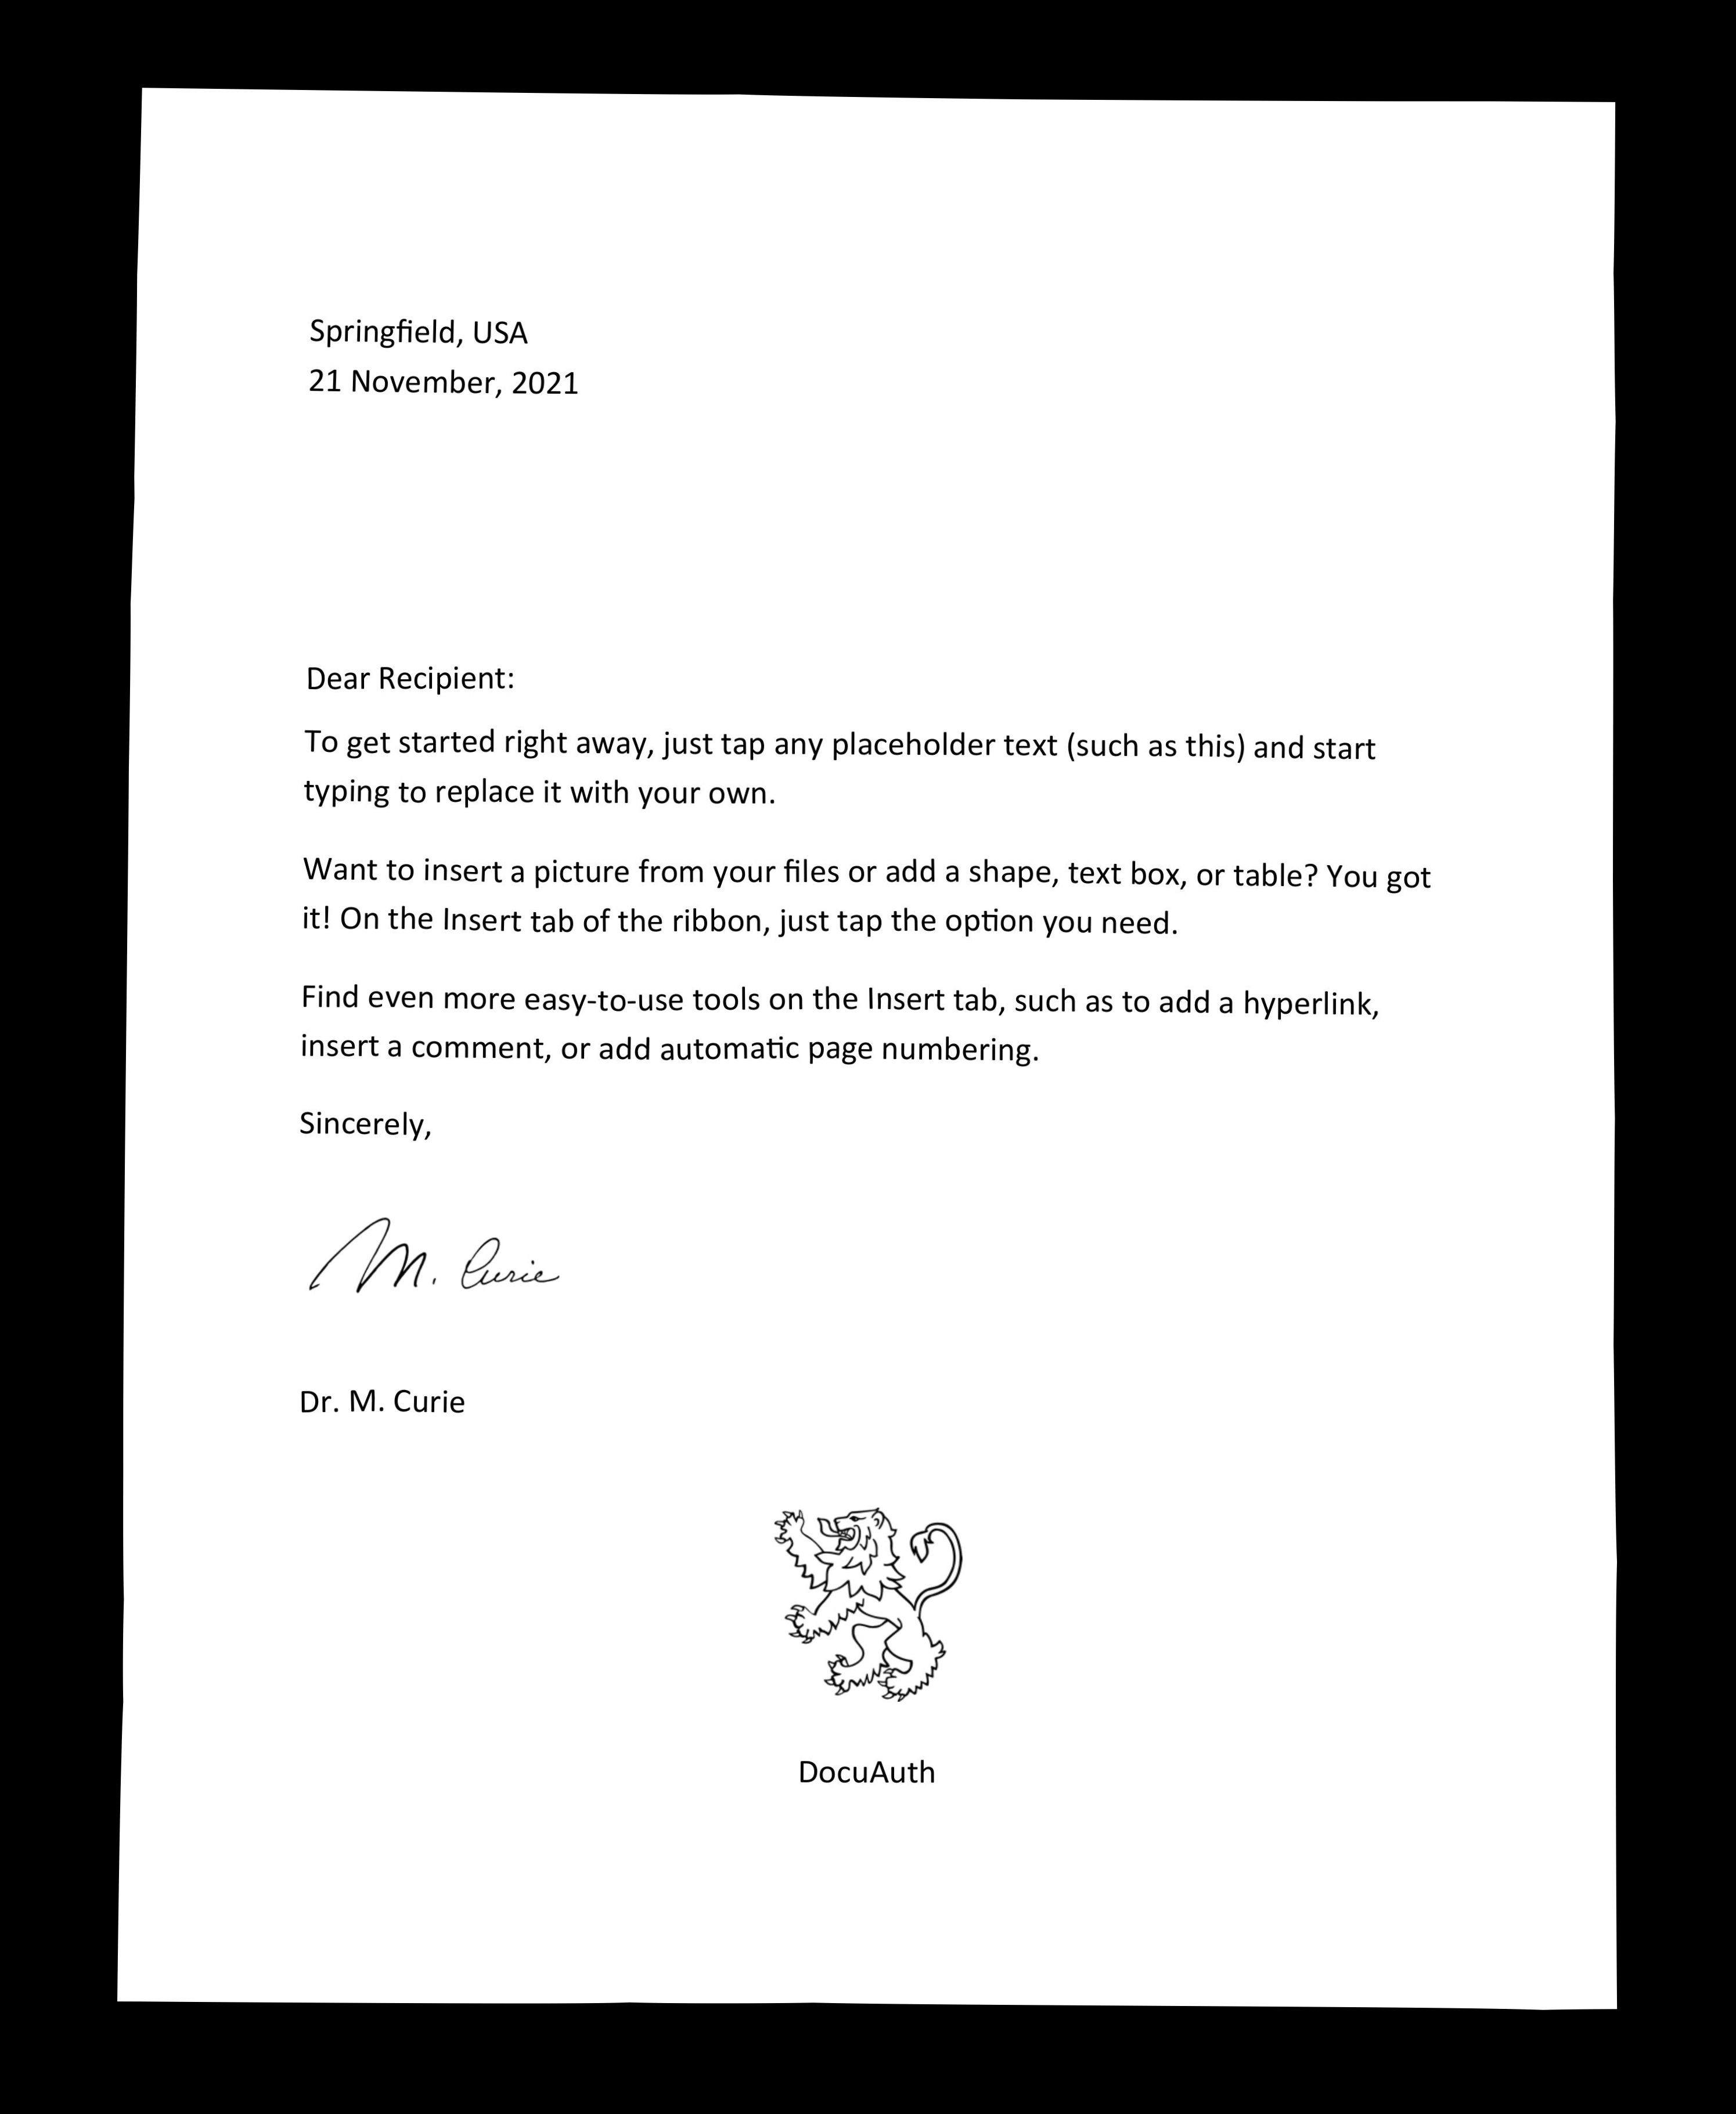 Springfield, USA
21 November, 2021
Dear Recipient:
To get started right away, just tap any placeholder text (such as this) and start
typing to replace it with your own.
Want to insert a picture from your files or add a shape, text box, or table? You got
it! On the Insert tab of the ribbon, just tap the option you need.
Find even more easy-to-use tools on the Insert tab, such as to add a hyperlink,
insert a comment, or add automatic page numbering.
Sincerely,
M. Curie
Dr. M. Curie
DocuAuth